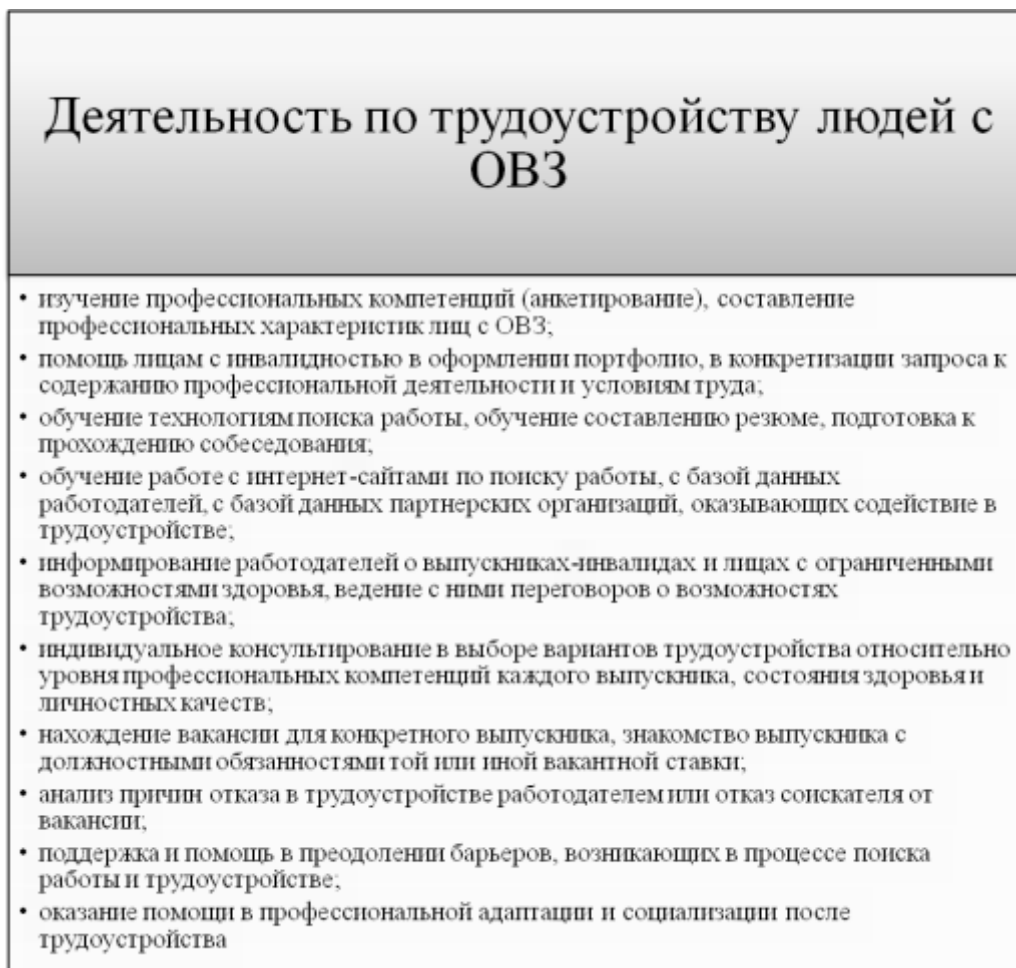 Деятельность по трудоустройству людей с
ОВЗ
• изучение профессиональных компетенций (анкетирование), составление
профессиональных характеристик лиц с ОВЗ;
• помощь лицам с инвалидностью в оформлении портфолио, в конкретизации запроса к
содержанию профессиональной деятельности и условиям труда;
• обучение технологиям поиска работы, обучение составлению резюме, подготовка к
прохождению собеседования;
• обучение работе с интернет-сайтами по поиску работы, с базой данных
работодателей, с базой данных партнерских организаций, оказывающих содействие в
трудоустройстве;
• информирование работодателей о выпускниках-инвалидах и лицах с ограниченными
возможностями здоровья, ведение с ними переговоров о возможностях
трудоустройства;
• индивидуальное консультирование в выборе вариантов трудоустройства относительно
уровня профессиональных компетенций каждого выпускника, состояния здоровья и
личностных качеств;
• нахождение вакансии для конкретного выпускника, знакомство выпускника с
должностными обязанностями той или иной вакантной ставки;
• анализ причин отказа в трудоустройстве работодателем или отказ соискателя от
вакансии;
• поддержка и помощь в преодолении барьеров, возникающих в процессе поиска
работы и трудоустройстве;
• оказание помощи в профессиональной адаптации и социализации после
трудоустройства